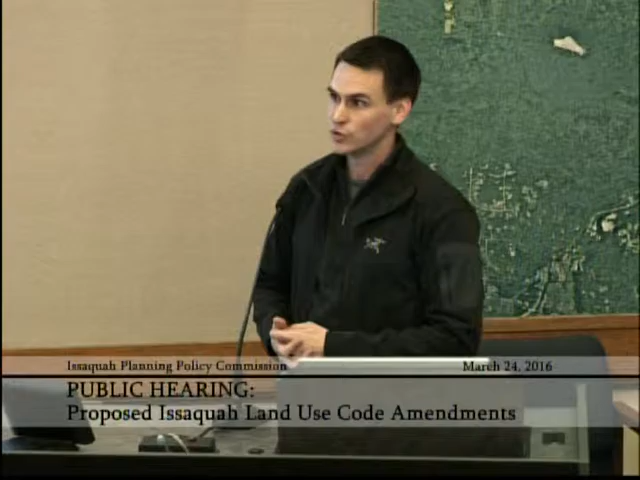 Issaquah Planning Policy Commission March 24, 2016
PUBLIC HEARING:
Proposed Issaquah Land Use Code Amendments